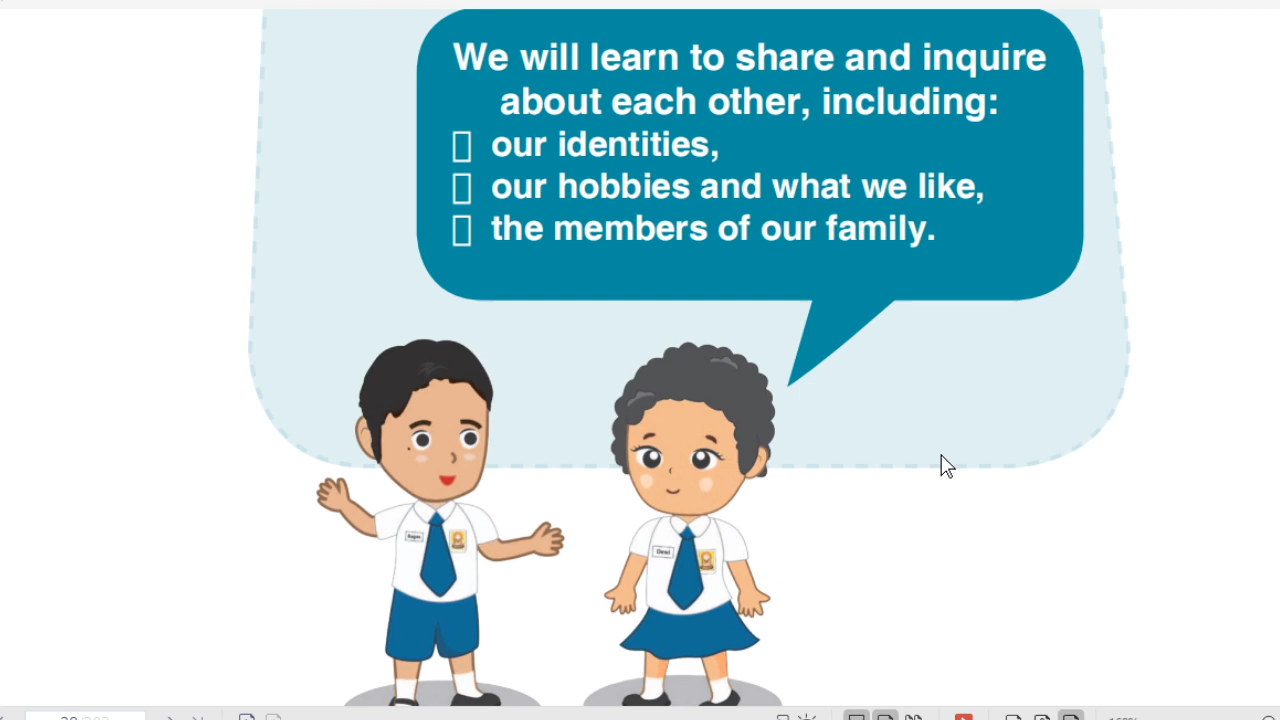 We will learn to share and inquire
about each other, including:
our identities,
our hobbies and what we like,
the members of our family.
Dewi